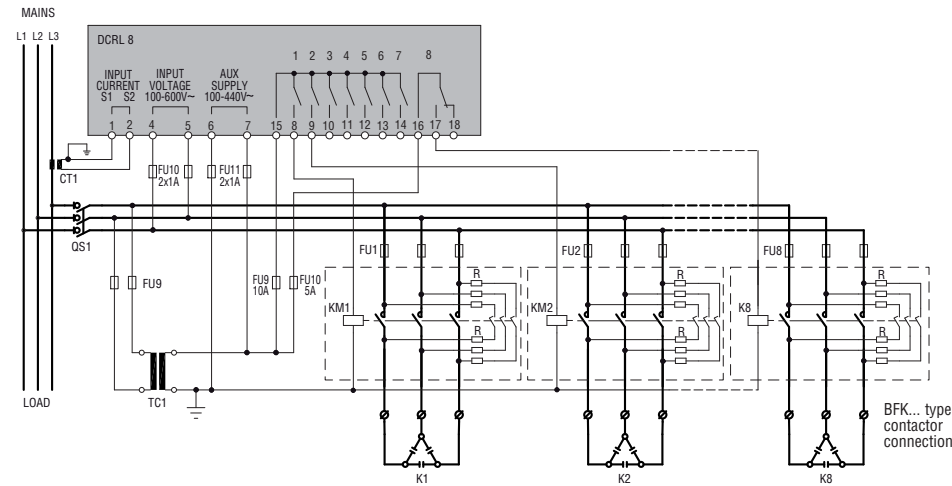 MAINS
L1 L2 L3
DCRL 8
1 2 3 4 5 6 7 8
INPUT CURRENT
S1 S2
INPUT VOLTAGE
100-600V~
AUX SUPPLY
100-440V~
1 2 4 5 6 7 15 8 9 10 11 12 13 14 16 17 18
CT1
FU10
2x1A
FU11
2x1A
QS1
FU9
FU9
10A
FU10
5A
FU1
FU2
FU8
KM1
R
R
KM2
R
R
K8
R
R
LOAD
TC1
BFK... type
contactor
connection
K1
K2
K8